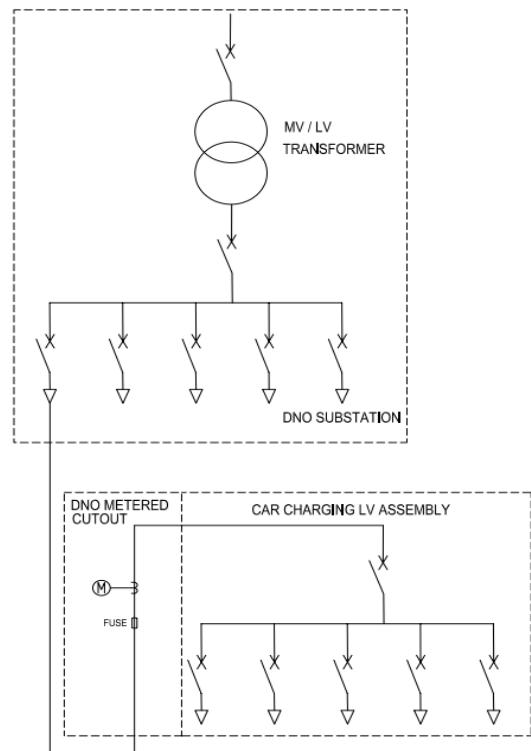 MV / LV
TRANSFORMER
DNO SUBSTATION
DNO METERED
CUTOUT
CAR CHARGING LV ASSEMBLY
M
FUSE